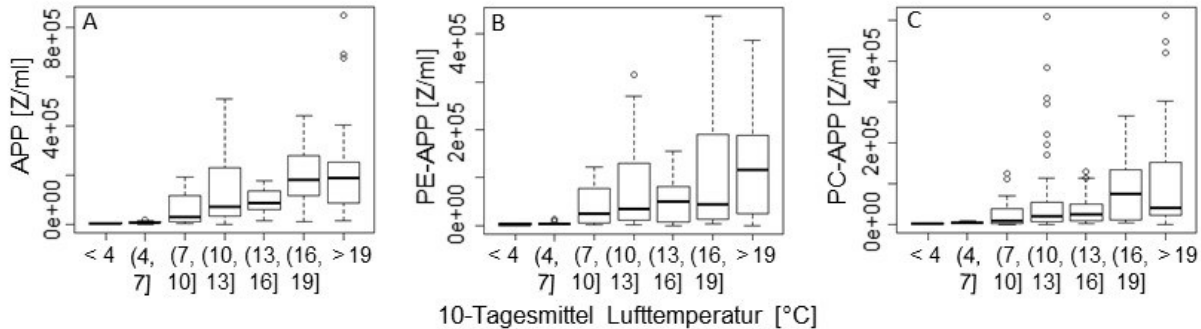 A
APP [Z/ml]
8e+05
4e+05
0e+00
< 4 (4, 7] (7, 10] (10, 13] (13, 16] (16, 19] > 19
B
PE-APP [Z/ml]
4e+05
2e+05
0e+00
< 4 (4, 7] (7, 10] (10, 13] (13, 16] (16, 19] > 19
C
PC-APP [Z/ml]
4e+05
2e+05
0e+00
< 4 (4, 7] (7, 10] (10, 13] (13, 16] (16, 19] > 19
10-Tagesmittel Lufttemperatur [°C]